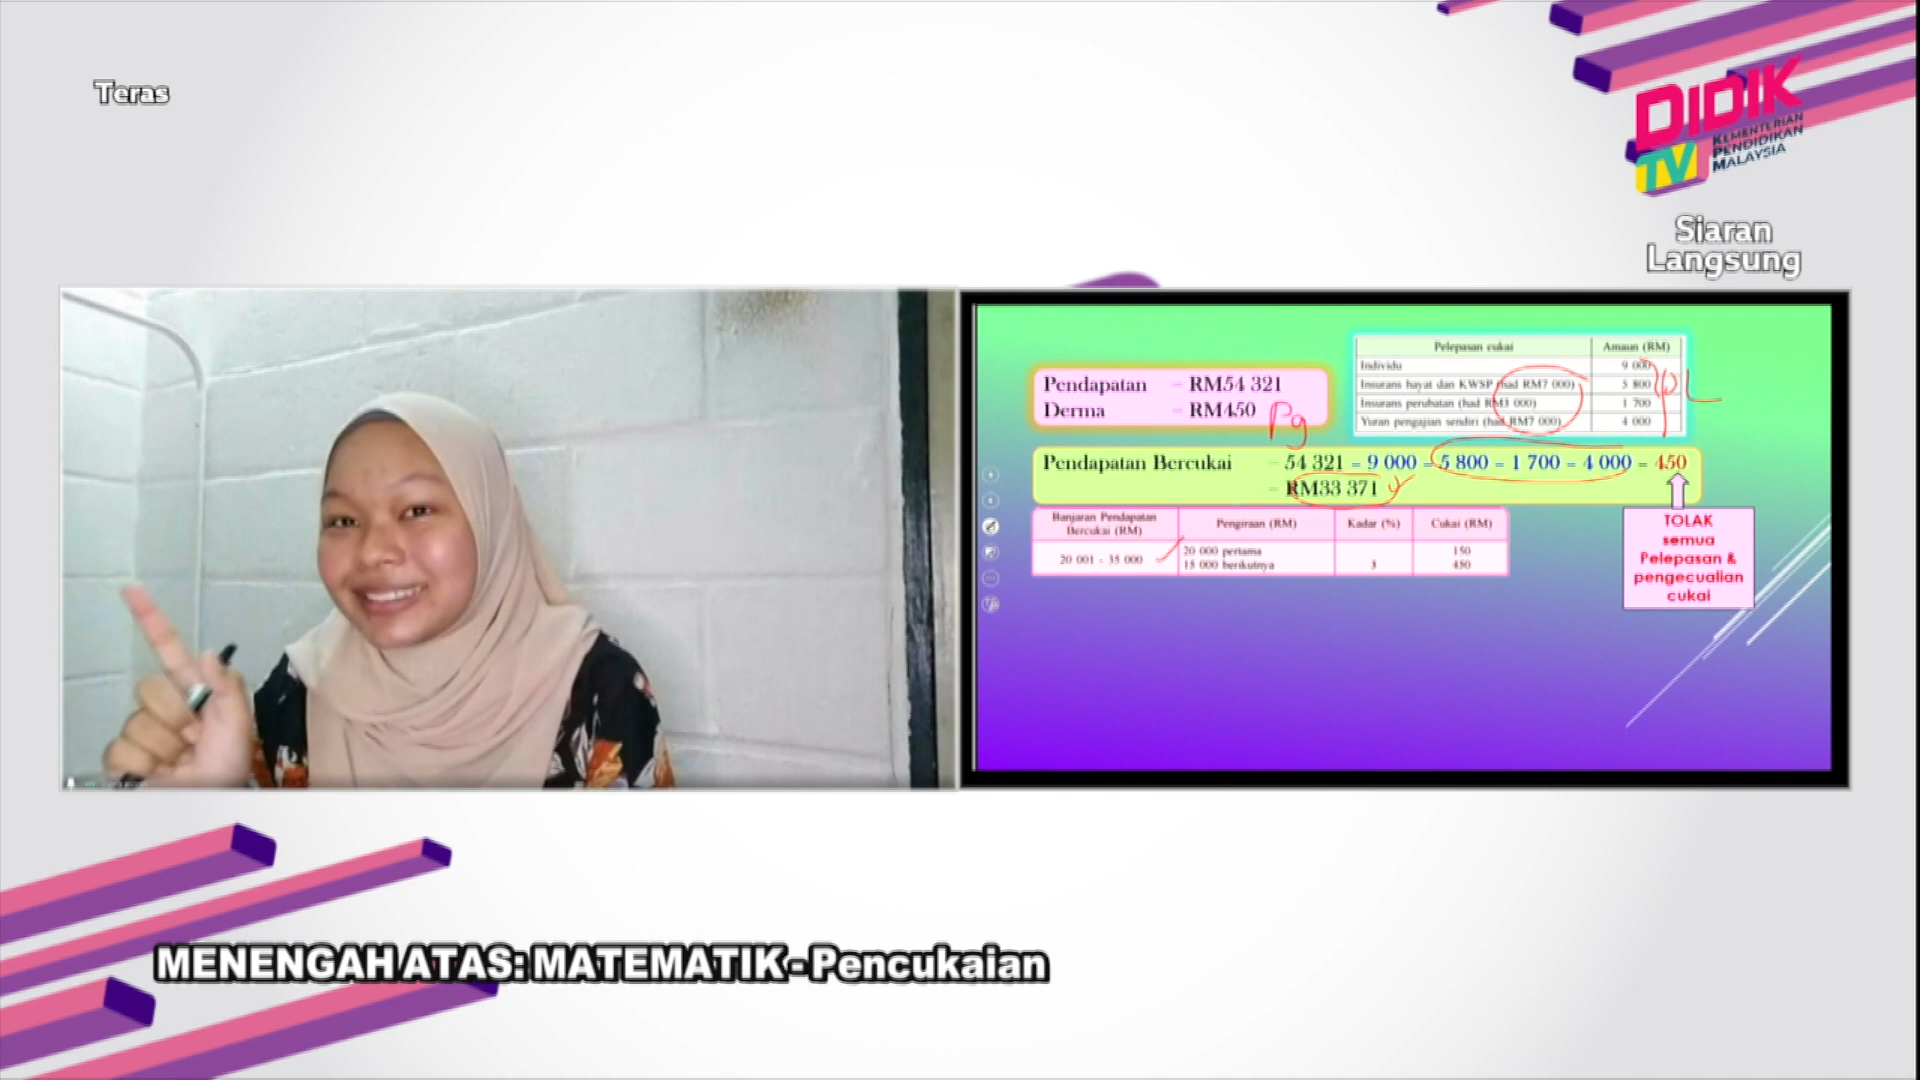 Teras
DIDIK
TV
KEMENTERIAN
PENDIDIKAN
MALAYSIA
Siaran
Langsung
Pelepasan cukai Amaun (RM)
Individu 9 000
Insurans hayat dan KWSP (had RM7 000) 5 800
Insurans perubatan (had RM3 000) 1 700
Yuran pengajian sendiri (had RM7 000) 4 000
PL
Pendapatan = RM54 321
Derma = RM450
Pg
Pendapatan Bercukai = 54 321 – 9 000 – 5 800 – 1 700 – 4 000 – 450
= RM33 371
Banjaran Pendapatan
Bercukai (RM) Pengiraan (RM) Kadar (%) Cukai (RM)
20 001 – 35 000
20 000 pertama 150
15 000 berikutnya 3 450
TOLAK
semua
Pelepasan &
pengecualian
cukai
MENENGAH ATAS: MATEMATIK - Pencukaian